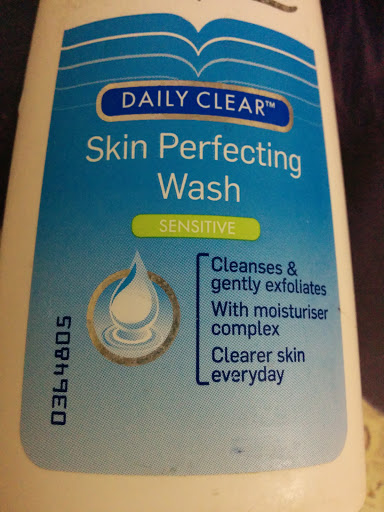 DAILY CLEAR™
Skin Perfecting
Wash
SENSITIVE
Cleanses &
gently exfoliates
With moisturiser
complex
Clearer skin
everyday
0364805